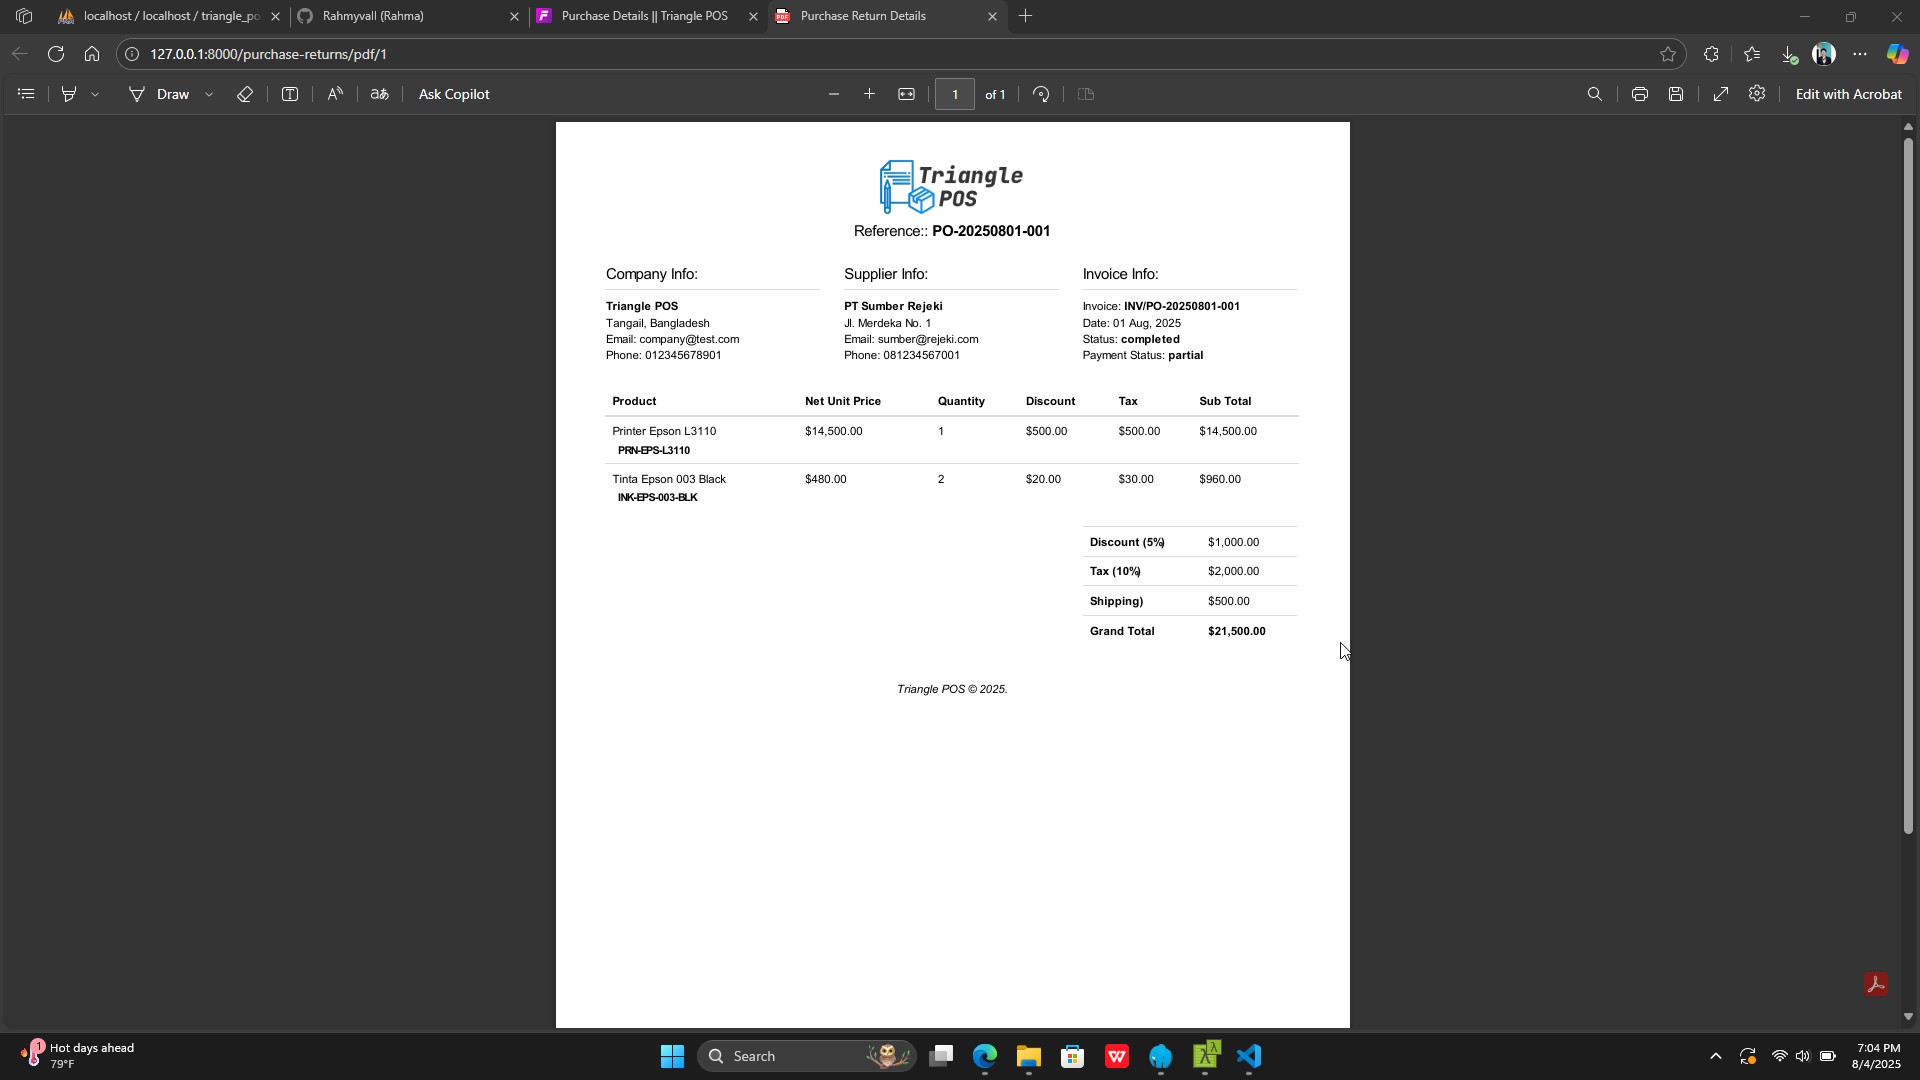 localhost / localhost / triangle_po
Rahmyvall (Rahma)
Purchase Details || Triangle POS
Purchase Return Details
127.0.0.1:8000/purchase-returns/pdf/1
Draw
Ask Copilot
1 of 1
Edit with Acrobat
Triangle
POS
Reference:: PO-20250801-001
Company Info:
Triangle POS
Tangail, Bangladesh
Email: company@test.com
Phone: 012345678901
Supplier Info:
PT Sumber Rejeki
Jl. Merdeka No. 1
Email: sumber@rejeki.com
Phone: 081234567001
Invoice Info:
Invoice: INV/PO-20250801-001
Date: 01 Aug, 2025
Status: completed
Payment Status: partial
Product Net Unit Price Quantity Discount Tax Sub Total
Printer Epson L3110 $14,500.00 1 $500.00 $500.00 $14,500.00
PRN-EPS-L3110
Tinta Epson 003 Black $480.00 2 $20.00 $30.00 $960.00
INK-EPS-003-BLK
Discount (5%) $1,000.00
Tax (10%) $2,000.00
Shipping) $500.00
Grand Total $21,500.00
Triangle POS © 2025.
1
Hot days ahead
79°F
Search
7:04 PM
8/4/2025